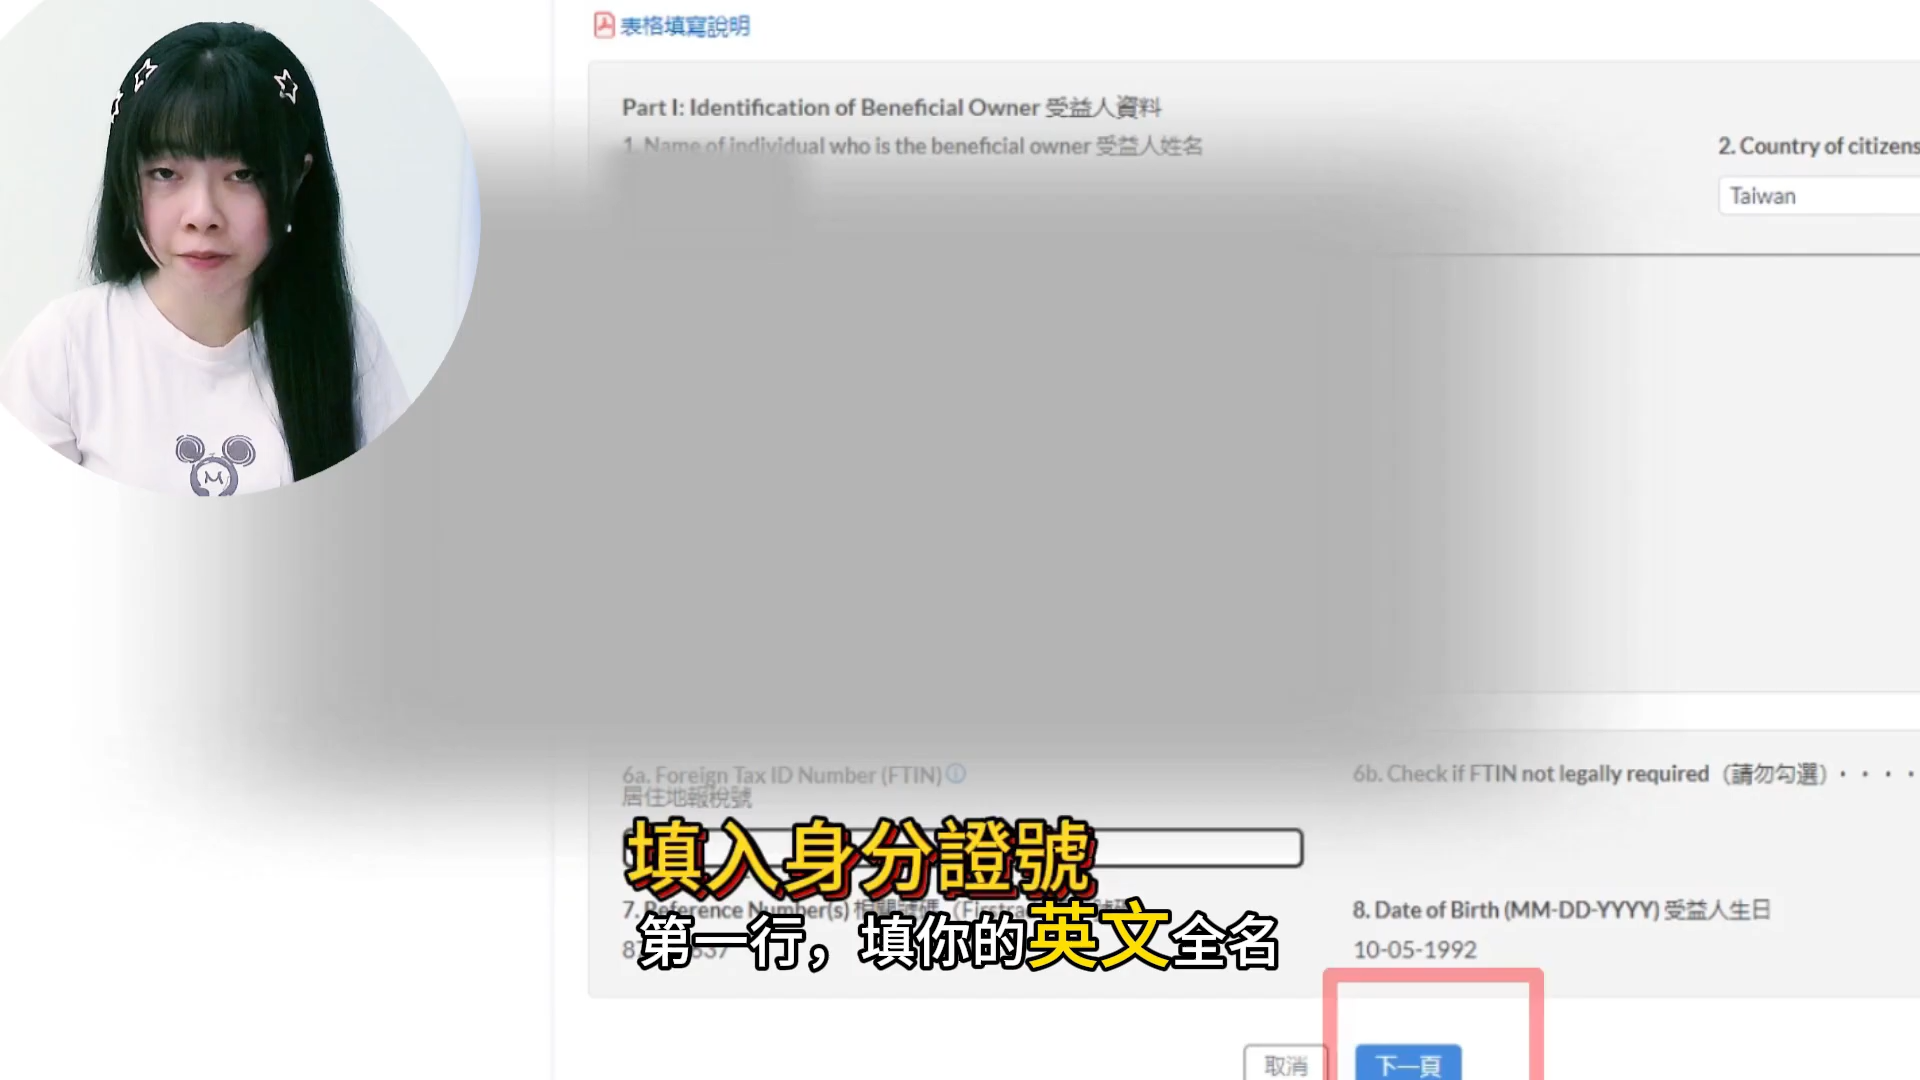 表格填寫說明
Part I: Identification of Beneficial Owner 受益人資料
1. Name of individual who is the beneficial owner 受益人姓名
2. Country of citizens
Taiwan
6a. Foreign Tax ID Number (FTIN)
居住地報稅號
6b. Check if FTIN not legally required（請勿勾選）····
填入身分證號
7. Reference Number(s)
8. Date of Birth (MM-DD-YYYY) 受益人生日
第一行，填你的英文全名
10-05-1992
取消
下一頁
M